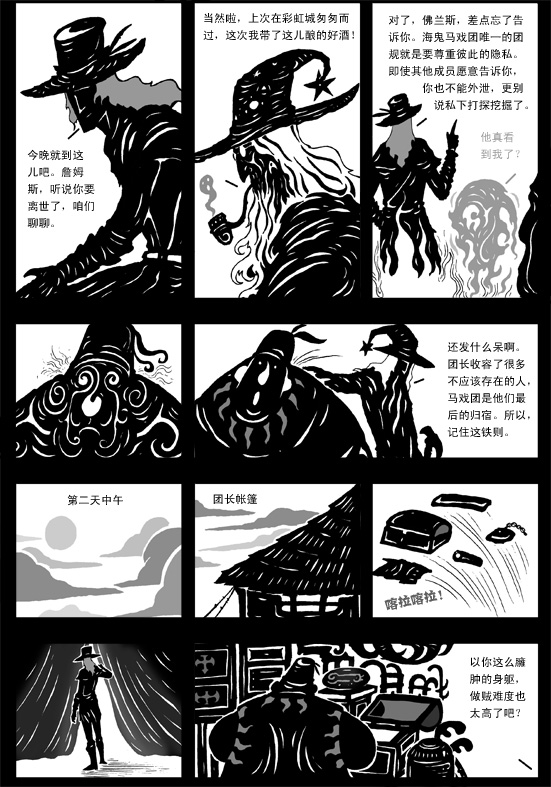 今晚就到这
儿吧。詹姆
斯，听说你要
离世了，咱们
聊聊。
当然啦，上次在彩虹城匆匆而
过，这次我带了这儿酿的好酒！
对了，佛兰斯，差点忘了告
诉你。海鬼马戏团唯一的团
规就是要尊重彼此的隐私。
即使其他成员愿意告诉你，
你也不能外泄，更别
说私下打探挖掘了。
他真看
到我了？
还发什么呆啊。
团长收容了很多
不应该存在的人，
马戏团是他们最
后的归宿。所以，
记住这铁则。
第二天中午
团长帐篷
喀拉喀拉！
以你这么臃
肿的身躯，
做贼难度也
太高了吧？